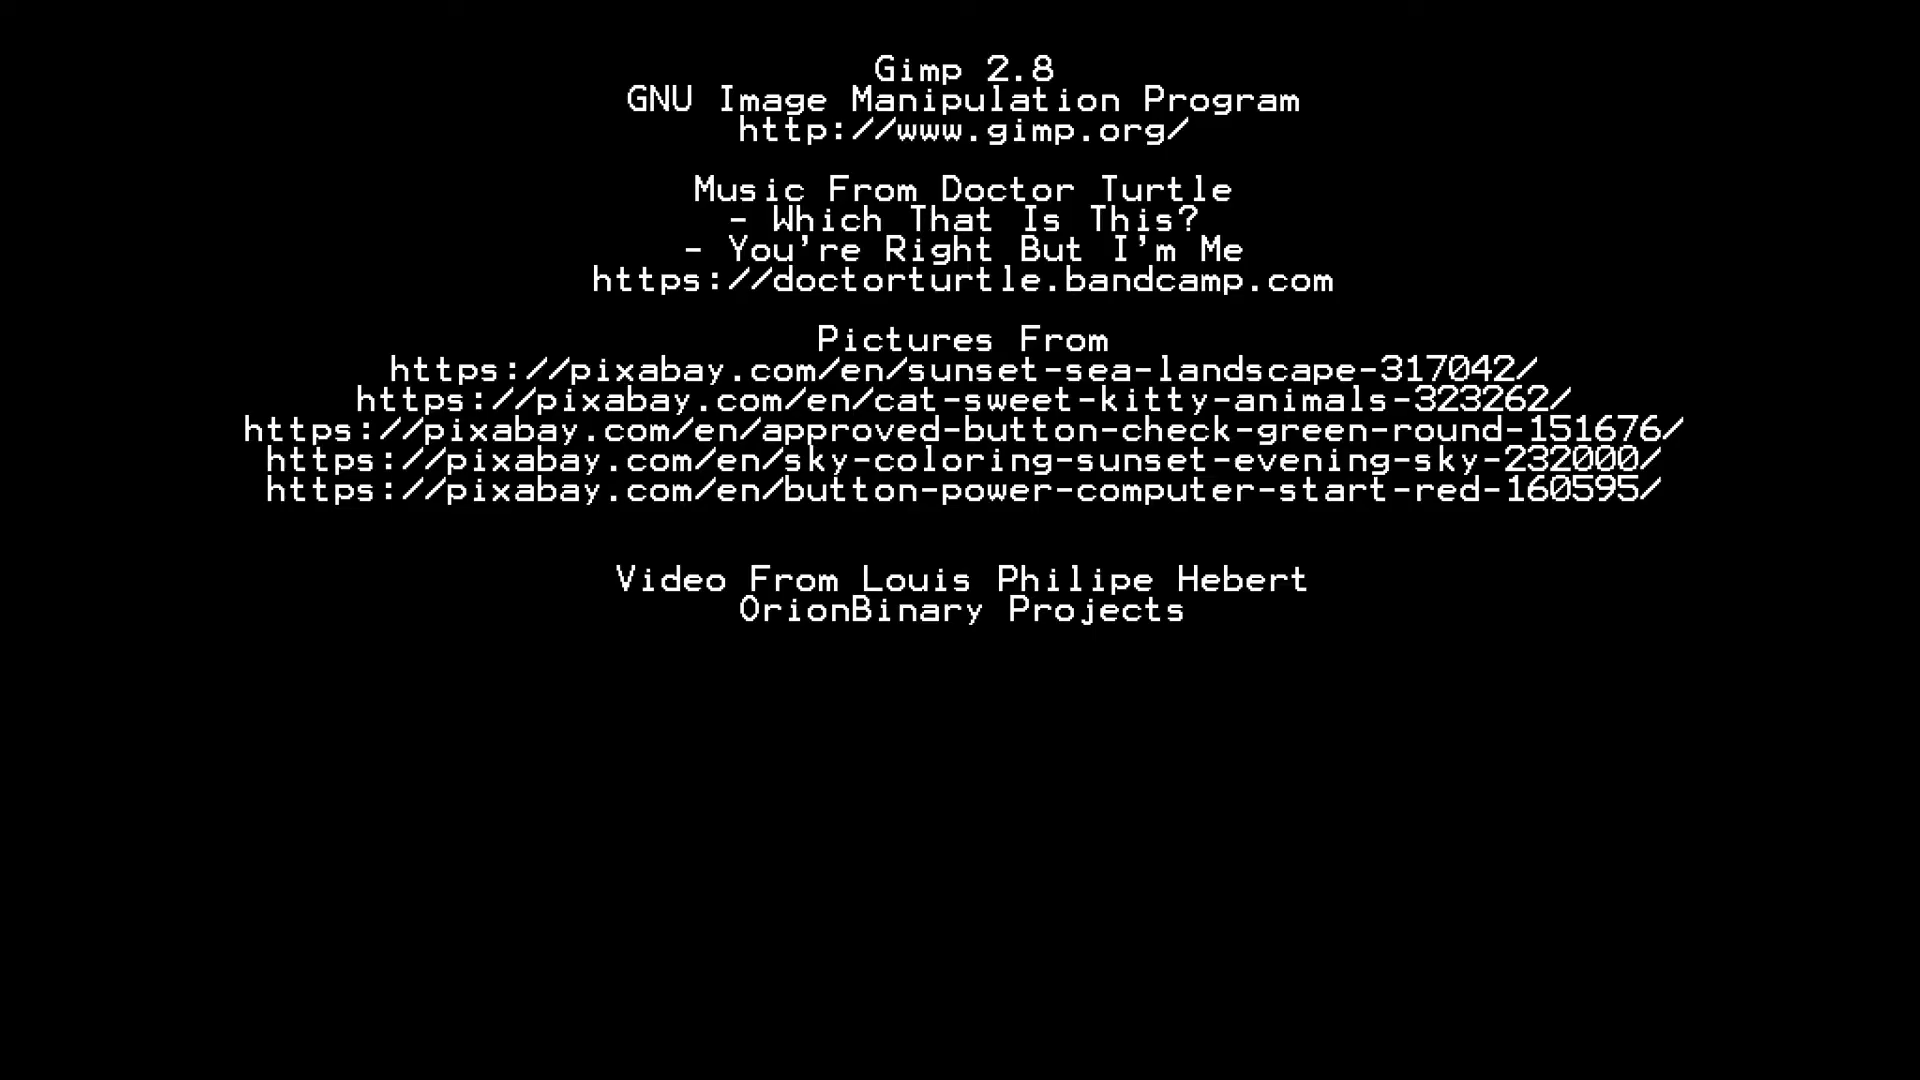 Gimp 2.8
GNU Image Manipulation Program
http://www.gimp.org/
Music From Doctor Turtle
- Which That Is This?
- You're Right But I'm Me
https://doctorturtle.bandcamp.com
Pictures From
https://pixabay.com/en/sunset-sea-landscape-317042/
https://pixabay.com/en/cat-sweet-kitty-animals-323262/
https://pixabay.com/en/approved-button-check-green-round-151676/
https://pixabay.com/en/sky-coloring-sunset-evening-sky-232000/
https://pixabay.com/en/button-power-computer-start-red-160595/
Video From Louis Philipe Hebert
OrionBinary Projects